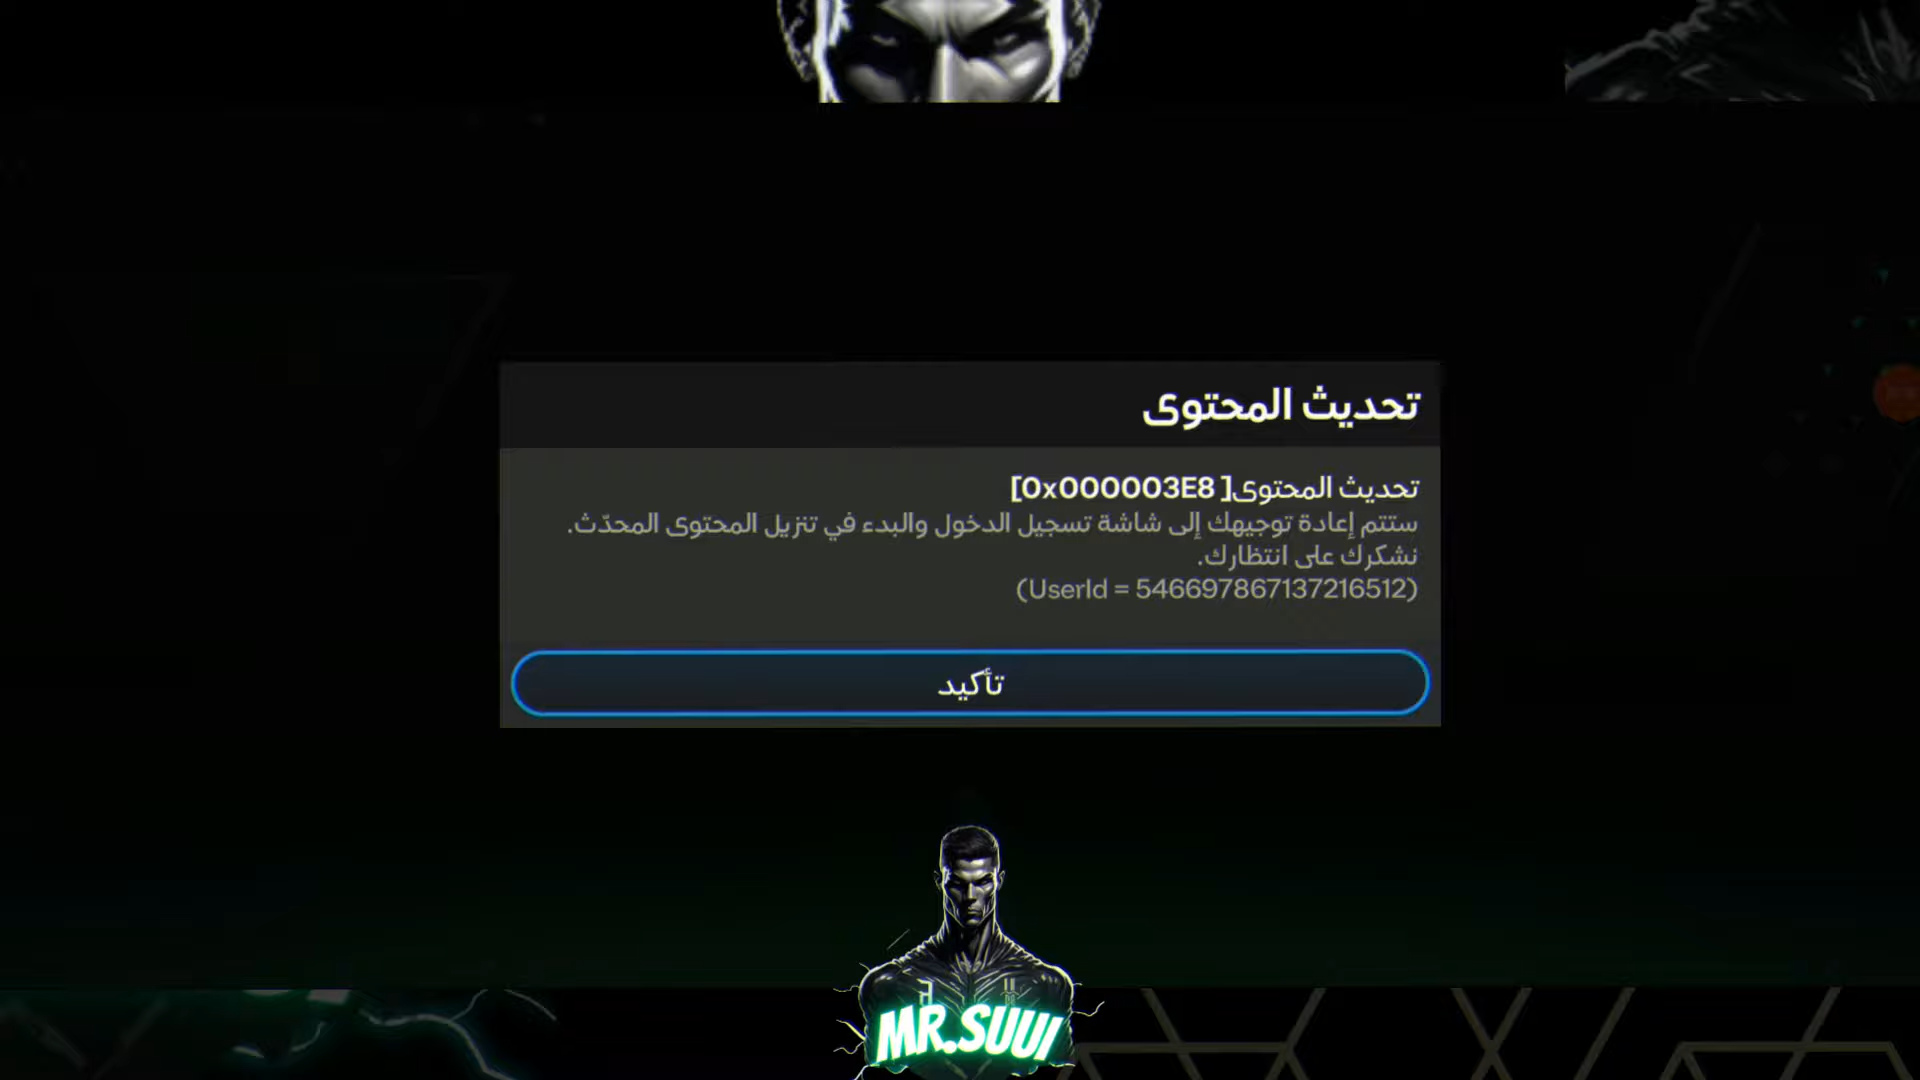 تحديث المحتوى
تحديث المحتوى[0x000003E8 ]
ستتم إعادة توجيهك إلى شاشة تسجيل الدخول والبدء في تنزيل المحتوى المحدّث.
نشكرك على انتظارك.
(UserId = 546697867137216512)
تأكيد
MR.SUUI